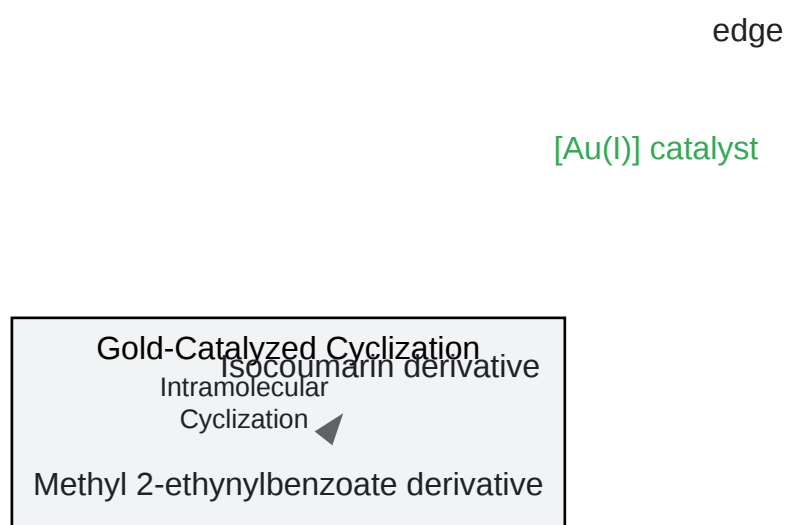 edge
[Au(I)] catalyst
Gold-Catalyzed Cyclization
Isocoumarin derivative
Intramolecular
Cyclization
Methyl 2-ethynylbenzoate derivative